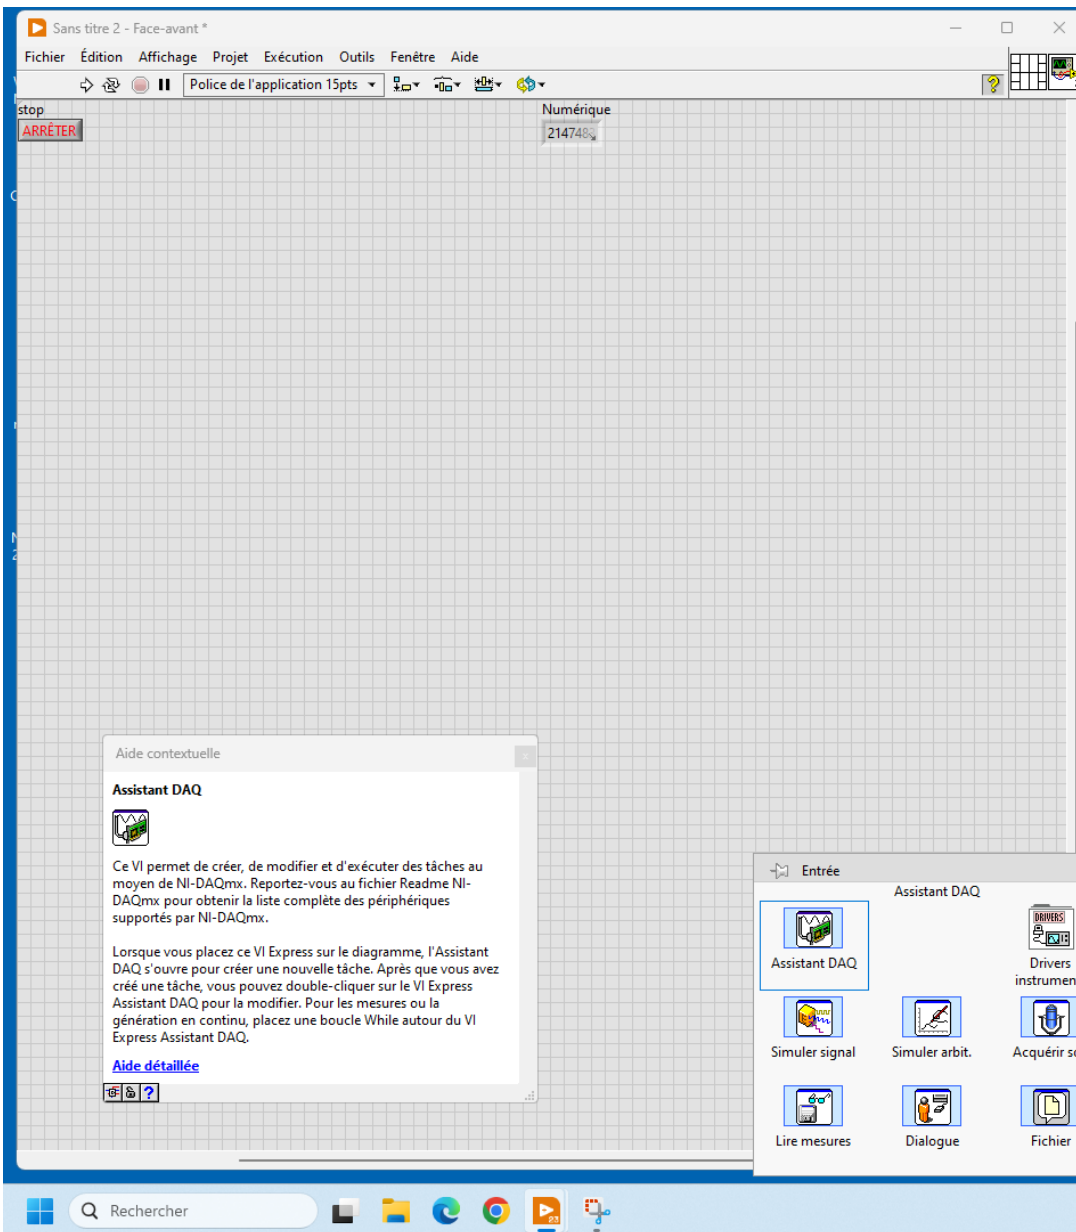 Sans titre 2 - Face-avant *
Fichier Édition Affichage Projet Exécution Outils Fenêtre Aide
Police de l'application 15pts
stop
ARRÊTER
Numérique
Aide contextuelle
Assistant DAQ
Ce VI permet de créer, de modifier et d'exécuter des tâches au
moyen de NI-DAQmx. Reportez-vous au fichier Readme NI-
DAQmx pour obtenir la liste complète des périphériques
supportés par NI-DAQmx.
Lorsque vous placez ce VI Express sur le diagramme, l'Assistant
DAQ s'ouvre pour créer une nouvelle tâche. Après que vous avez
créé une tâche, vous pouvez double-cliquer sur le VI Express
Assistant DAQ pour la modifier. Pour les mesures ou la
génération en continu, placez une boucle While autour du VI
Express Assistant DAQ.
Aide détaillée
Entrée
Assistant DAQ
DRIVERS
Assistant DAQ
Drivers
instrumen
Simuler signal
Simuler arbit.
Acquérir
Lire mesures
Dialogue
Fichier
Rechercher